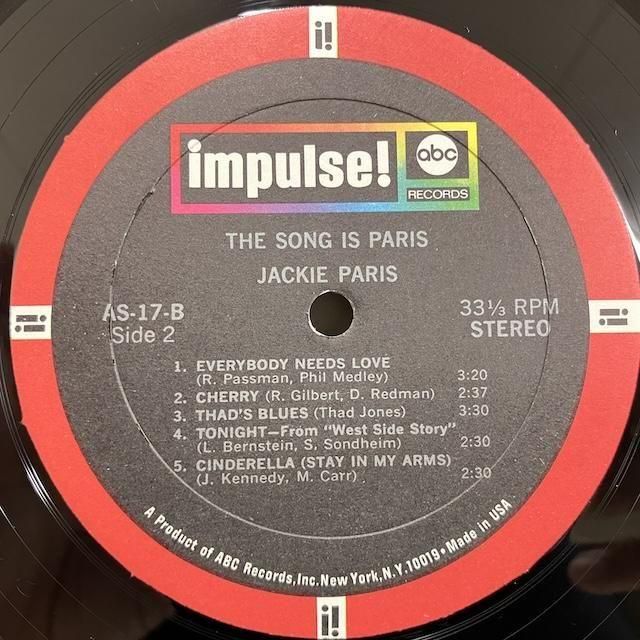 i!
impulse!
abc
RECORDS
THE SONG IS PARIS
JACKIE PARIS
AS-17-B
Side 2
33⅓ RPM
STEREO
i!
i!
1. EVERYBODY NEEDS LOVE
(R. Passman, Phil Medley) 3:20
2. CHERRY (R. Gilbert, D. Redman) 2:37
3. THAD'S BLUES (Thad Jones) 3:30
4. TONIGHT—From "West Side Story"
(L. Bernstein, S. Sondheim) 2:30
5. CINDERELLA (STAY IN MY ARMS)
(J. Kennedy, M. Carr) 2:30
A Product of ABC Records, Inc. New York, N.Y. 10019 • Made in USA
i!